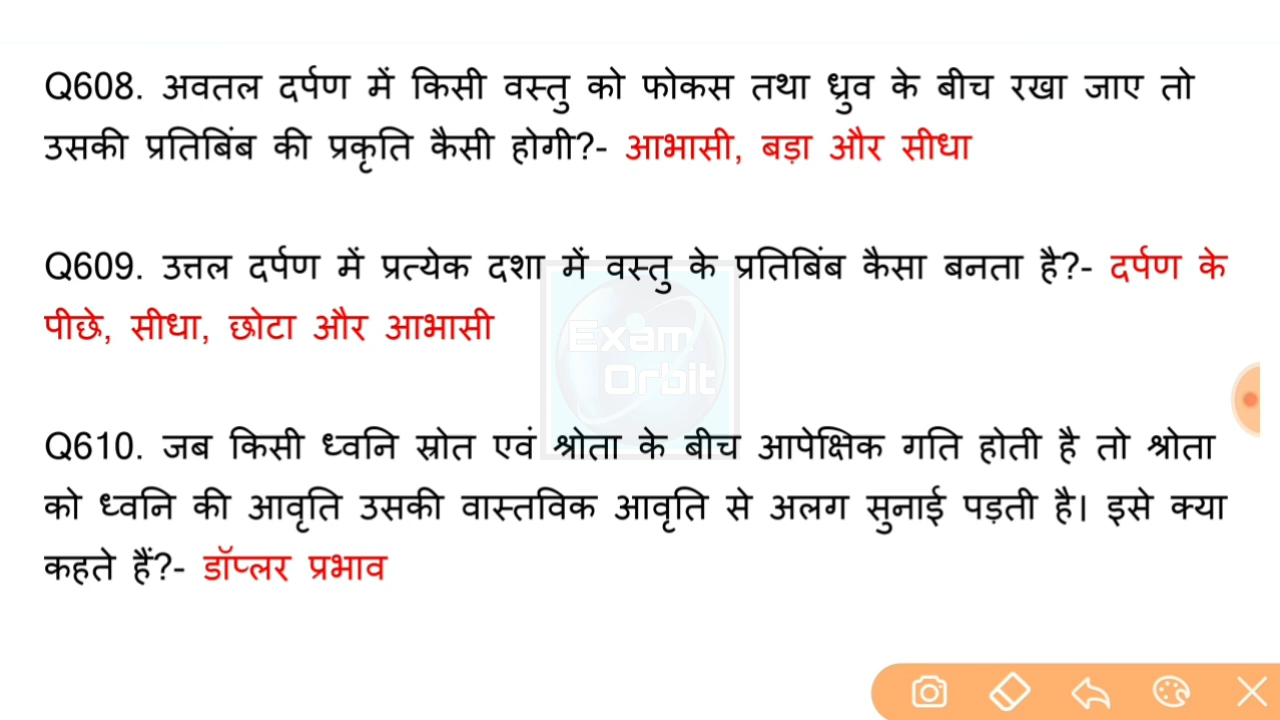 Q608. अवतल दर्पण में किसी वस्तु को फोकस तथा ध्रुव के बीच रखा जाए तो
उसकी प्रतिबिंब की प्रकृति कैसी होगी?- आभासी, बड़ा और सीधा
Q609. उत्तल दर्पण में प्रत्येक दशा में वस्तु के प्रतिबिंब कैसा बनता है?- दर्पण के
पीछे, सीधा, छोटा और आभासी
Exam
Orbit
Q610. जब किसी ध्वनि स्रोत एवं श्रोता के बीच आपेक्षिक गति होती है तो श्रोता
को ध्वनि की आवृति उसकी वास्तविक आवृति से अलग सुनाई पड़ती है। इसे क्या
कहते हैं?- डॉप्लर प्रभाव